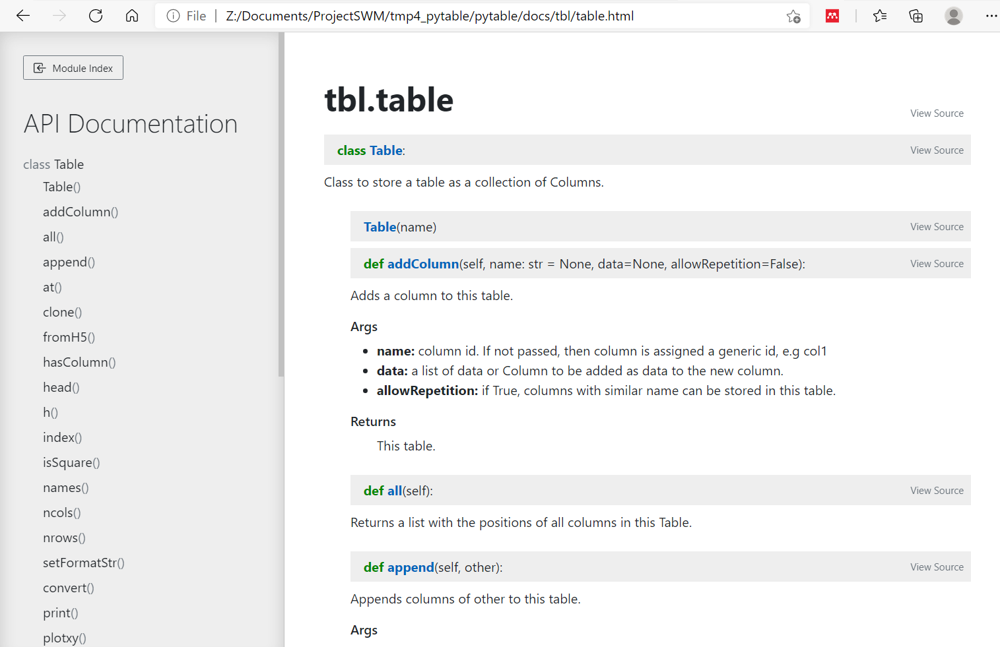 File | Z:/Documents/ProjectSWM/tmp4_pytable/pytable/docs/tbl/table.html
Module Index
API Documentation
class Table
Table()
addColumn()
all()
append()
at()
clone()
fromH5()
hasColumn()
head()
h()
index()
isSquare()
names()
ncols()
nrows()
setFormatStr()
convert()
print()
plotxy()
tbl.table
View Source
class Table:
View Source
Class to store a table as a collection of Columns.
Table(name)
View Source
def addColumn(self, name: str = None, data=None, allowRepetition=False):
View Source
Adds a column to this table.
Args
• name: column id. If not passed, then column is assigned a generic id, e.g col1
• data: a list of data or Column to be added as data to the new column.
• allowRepetition: if True, columns with similar name can be stored in this table.
Returns
This table.
def all(self):
View Source
Returns a list with the positions of all columns in this Table.
def append(self, other):
View Source
Appends columns of other to this table.
Args